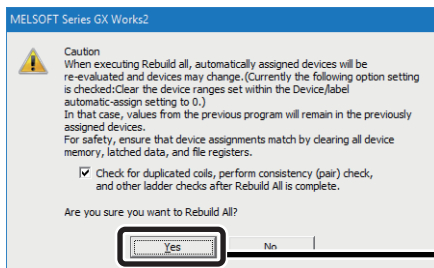 MELSOFT Series GX Works2
Caution
When executing Rebuild all, automatically assigned devices will be
re-evaluated and devices may change.(Currently the following option setting
is checked:Clear the device ranges set within the Device/label
automatic-assign setting to 0.)
In that case, values from the previous program will remain in the previously
assigned devices.
For safety, ensure that device assignments match by clearing all device
memory, latched data, and file registers.
Check for duplicated coils, perform consistency (pair) check,
and other ladder checks after Rebuild All is complete.
Are you sure you want to Rebuild All?
Yes No